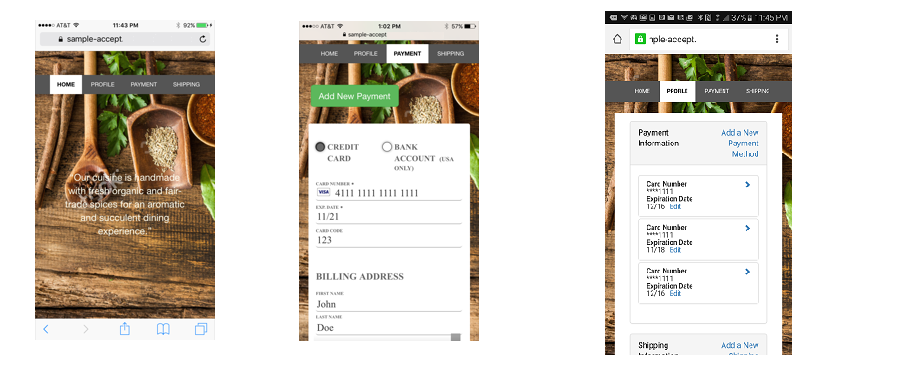 AT&T 11:43 PM 92%
sample-accept.
HOME PROFILE PAYMENT SHIPPING
"Our cuisine is handmade
with fresh organic and fair-
trade spices for an aromatic
and succulent dining
experience."
AT&T 1:02 PM 57%
sample-accept.
HOME PROFILE PAYMENT SHIPPING
Add New Payment
CREDIT CARD
BANK ACCOUNT (USA ONLY)
CARD NUMBER *
VISA 4111 1111 1111 1111
EXP. DATE *
11/21
CARD CODE
123
BILLING ADDRESS
FIRST NAME
John
LAST NAME
Doe
37% 11:45 PM
nple-accept.
HOME PROFILE PAYMENT SHIPPING
Payment Information
Add a New Payment Method
Card Number
****1111
Expiration Date
12/16 Edit
Card Number
****1111
Expiration Date
11/18 Edit
Card Number
****1111
Expiration Date
12/16 Edit
Shipping Information
Add a New Shipping